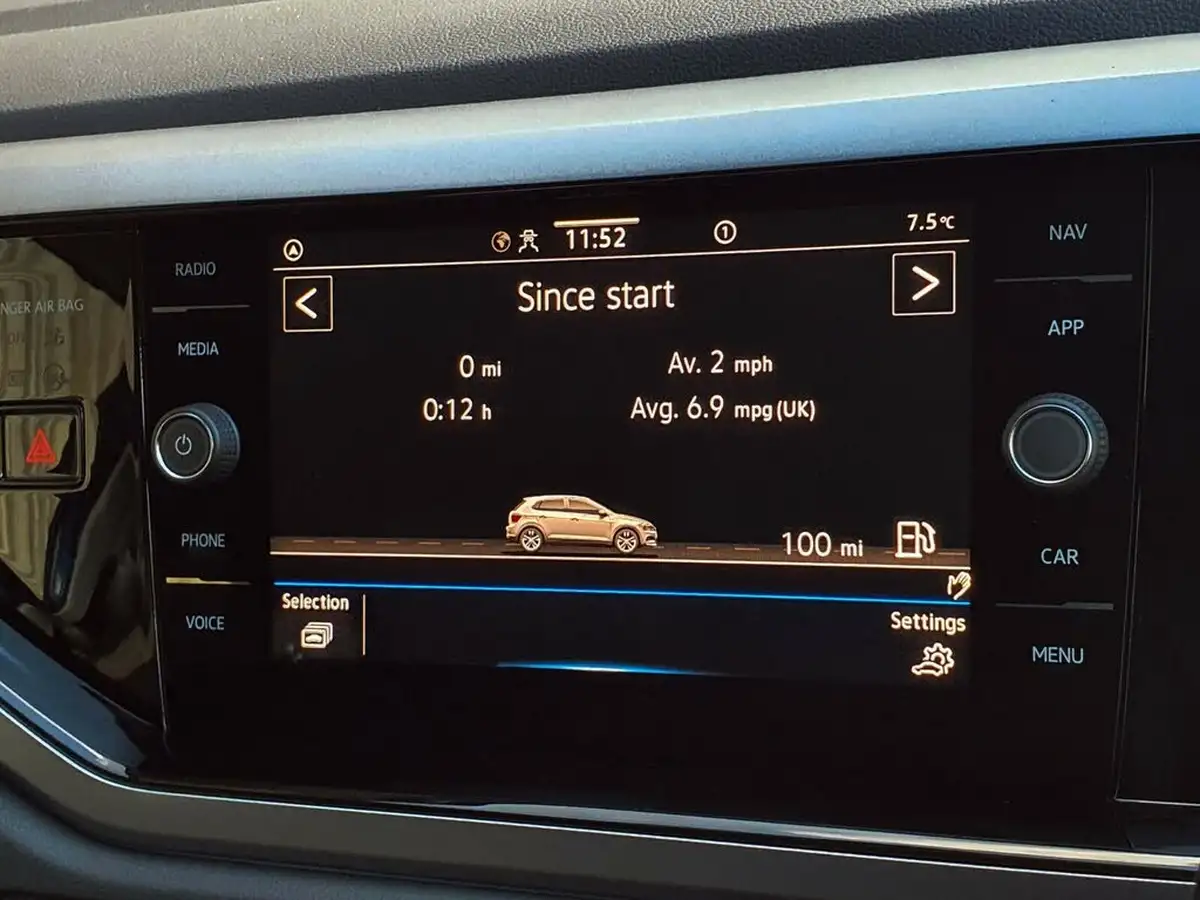 NGER AIR BAG
RADIO
MEDIA
PHONE
VOICE
11:52
1
7.5°C
<
Since start
>
0 mi
Av. 2 mph
0:12 h
Avg. 6.9 mpg (UK)
100 mi
Selection
Settings
NAV
APP
CAR
MENU